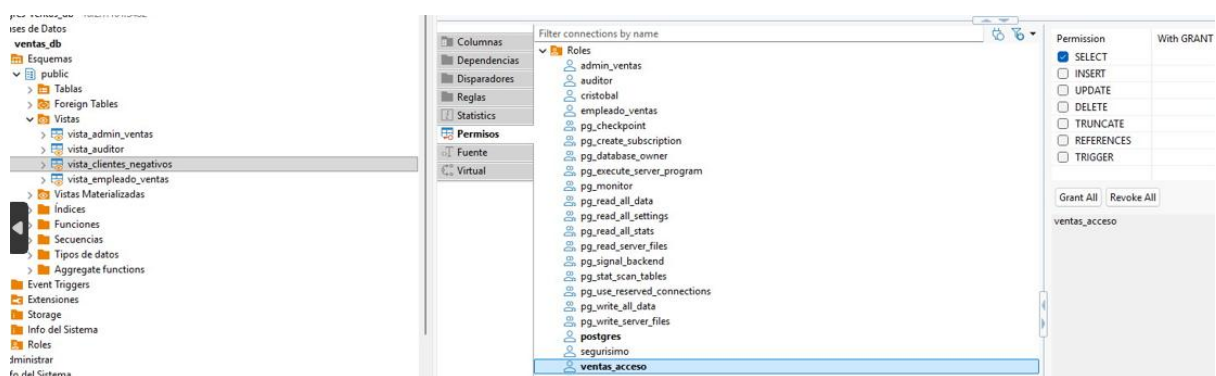 ases de Datos
ventas_db
Esquemas
public
Tablas
Foreign Tables
Vistas
vista_admin_ventas
vista_auditor
vista_clientes_negativos
vista_empleado_ventas
Vistas Materializadas
Índices
Funciones
Secuencias
Tipos de datos
Aggregate functions
Event Triggers
Extensiones
Storage
Info del Sistema
Roles
dministrar
Columnas
Dependencias
Disparadores
Reglas
Statistics
Permisos
Fuente
Virtual
Filter connections by name
Roles
admin_ventas
auditor
cristobal
empleado_ventas
pg_checkpoint
pg_create_subscription
pg_database_owner
pg_execute_server_program
pg_monitor
pg_read_all_data
pg_read_all_settings
pg_read_all_stats
pg_read_server_files
pg_signal_backend
pg_stat_scan_tables
pg_use_reserved_connections
pg_write_all_data
pg_write_server_files
postgres
segurisimo
ventas_acceso
Permission With GRANT
SELECT
INSERT
UPDATE
DELETE
TRUNCATE
REFERENCES
TRIGGER
Grant All Revoke All
ventas_acceso